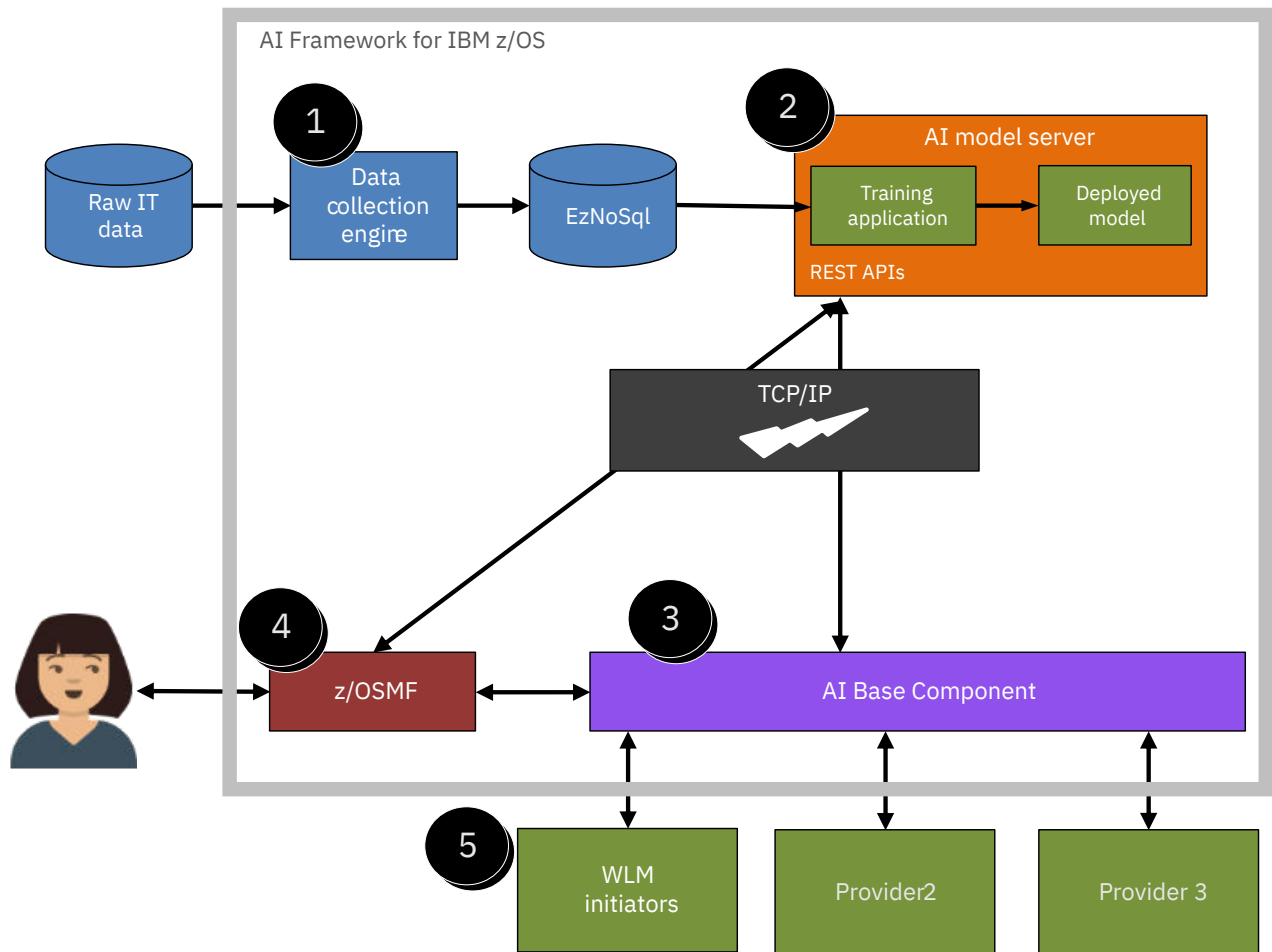 AI Framework for IBM z/OS
1
2
AI model server
Raw IT
data
Data
collection
engine
EzNoSql
Training
application
Deployed
model
REST APIs
TCP/IP
4
3
z/OSMF
AI Base Component
5
WLM
initiators
Provider2
Provider 3